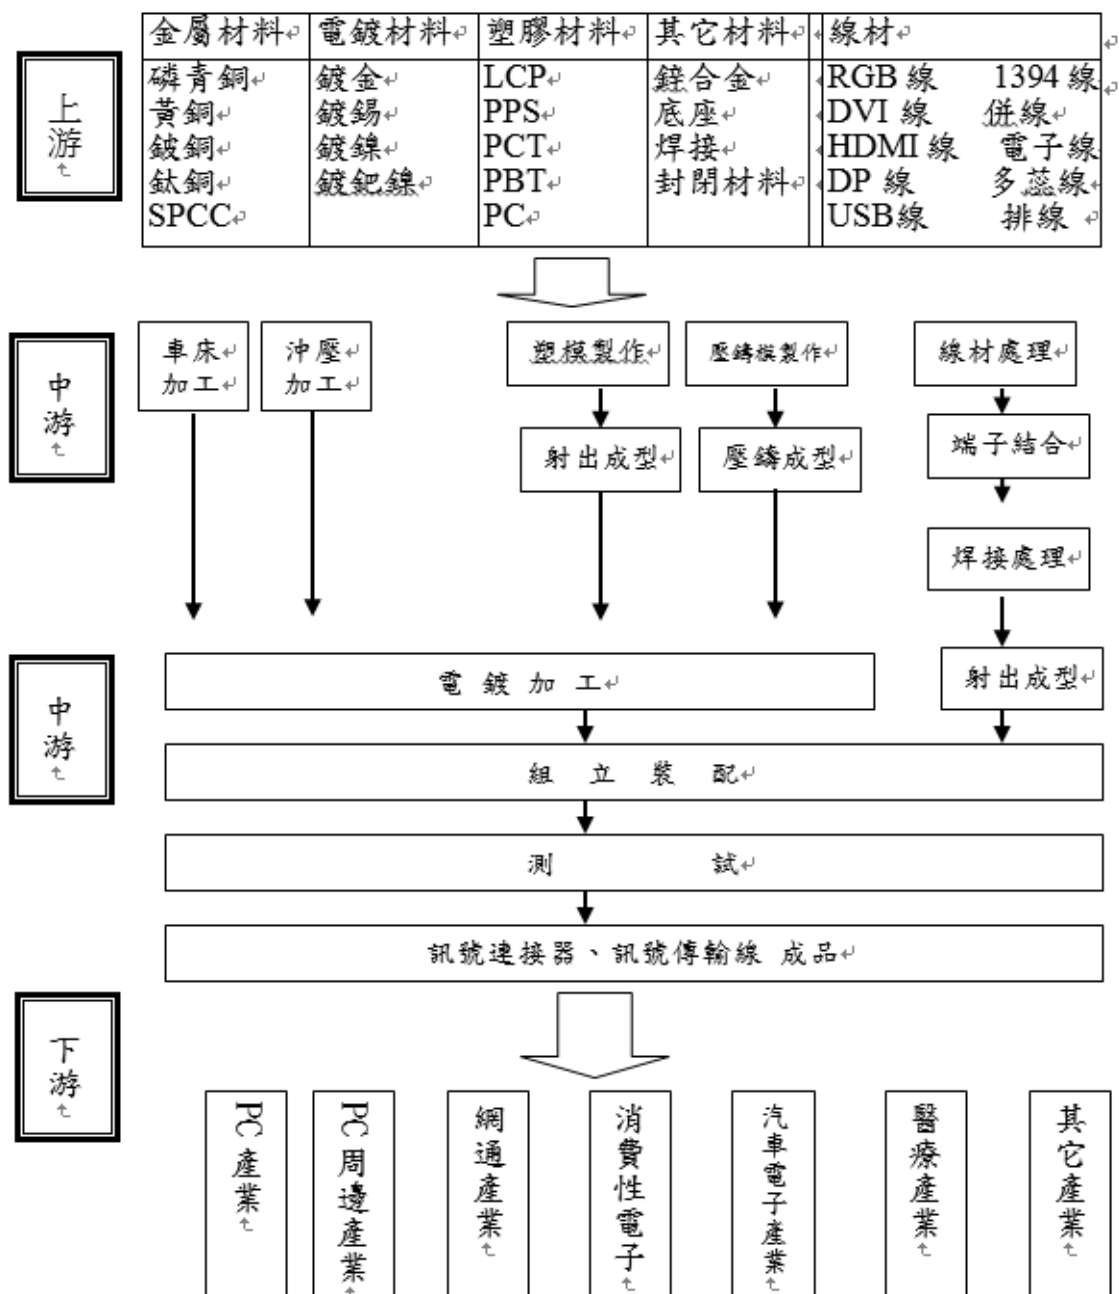 上游
金屬材料 電鍍材料 塑膠材料 其它材料 線材
磷青銅 鍍金 LCP 鋅合金 RGB 線 1394 線
黃銅 鍍錫 PPS 底座 DVI 線 併線
鈹銅 鍍鎳 PCT 焊接 HDMI 線 電子線
鈦銅 鍍鈀鎳 PBT 封閉材料 DP 線 多蕊線
SPCC PC USB線 排線
中游
車床 沖壓 塑模製作 壓鑄模製作 線材處理
加工 加工
射出成型 壓鑄成型 端子結合
焊接處理
中游
電鍍加工 射出成型
組立裝配
測試
訊號連接器、訊號傳輸線 成品
下游
PC產業
PC周邊產業
網通產業
消費性電子
汽車電子產業
醫療產業
其它產業